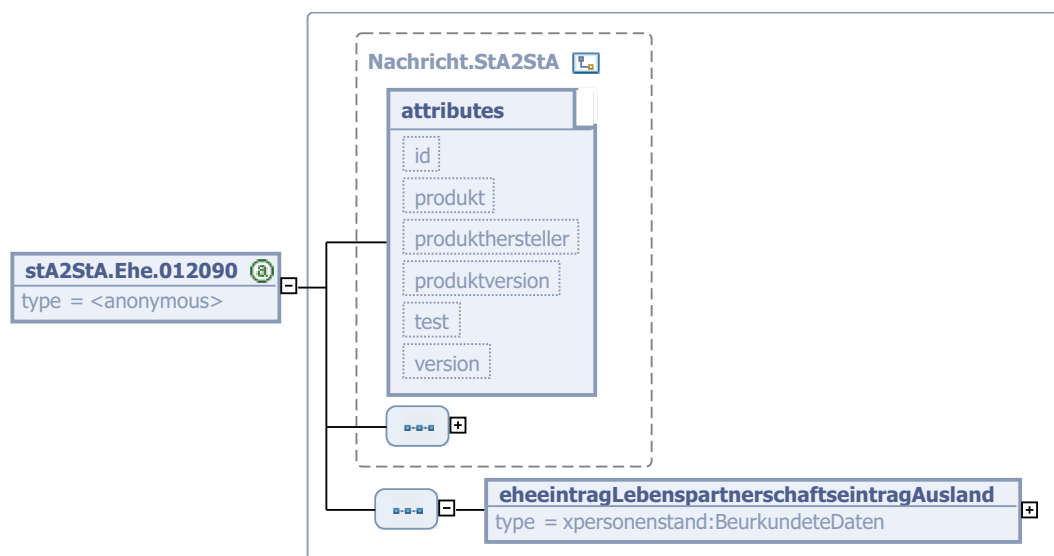 Nachricht.StA2StA
attributes
id
produkt
produkthersteller
produktversion
test
version
stA2StA.Ehe.012090 a
type = <anonymous>
eheeintragLebenspartnerschaftseintragAusland
type = xpersonenstand:BeurkundeteDaten